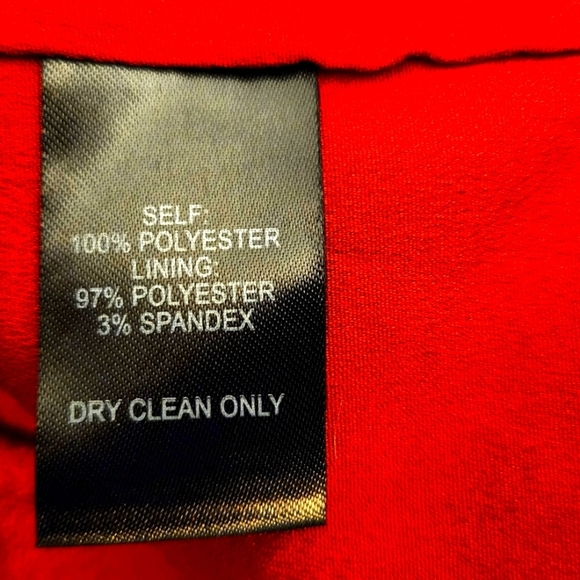 SELF:
100% POLYESTER
LINING:
97% POLYESTER
3% SPANDEX
DRY CLEAN ONLY